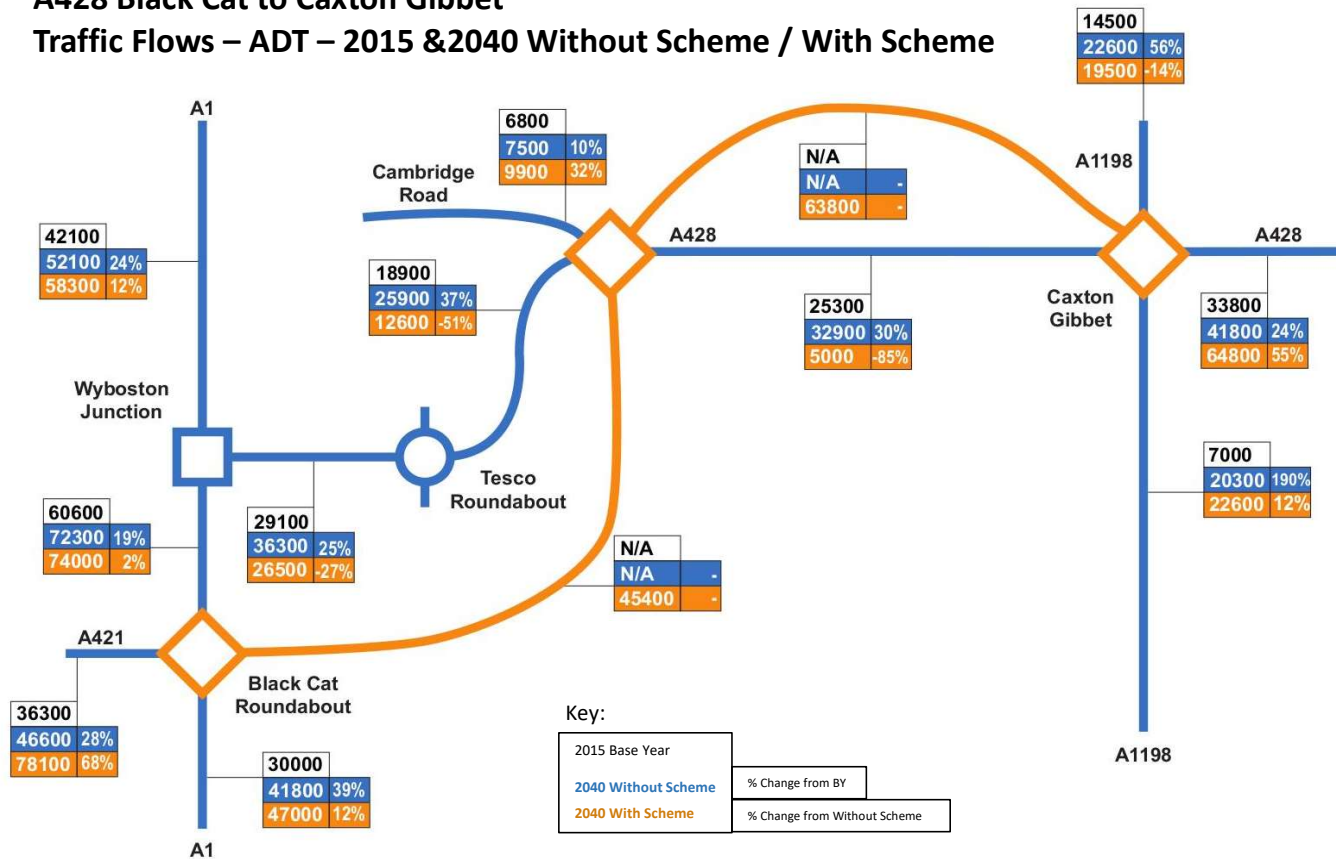 A428 Black Cat to Caxton Gibbet
Traffic Flows – ADT – 2015 &2040 Without Scheme / With Scheme
14500
22600 56%
19500 -14%
A1
6800
7500 10%
9900 32%
Cambridge
Road
N/A
N/A -
63800 -
A1198
42100
52100 24%
58300 12%
A428
A428
18900
25900 37%
12600 -51%
25300
32900 30%
5000 -85%
Caxton
Gibbet
33800
41800 24%
64800 55%
Wyboston
Junction
Tesco
Roundabout
7000
20300 190%
22600 12%
60600
72300 19%
74000 2%
29100
36300 25%
26500 -27%
N/A
N/A -
45400 -
A421
Black Cat
Roundabout
36300
46600 28%
78100 68%
30000
41800 39%
47000 12%
A1
A1198
Key:
2015 Base Year
2040 Without Scheme % Change from BY
2040 With Scheme % Change from Without Scheme